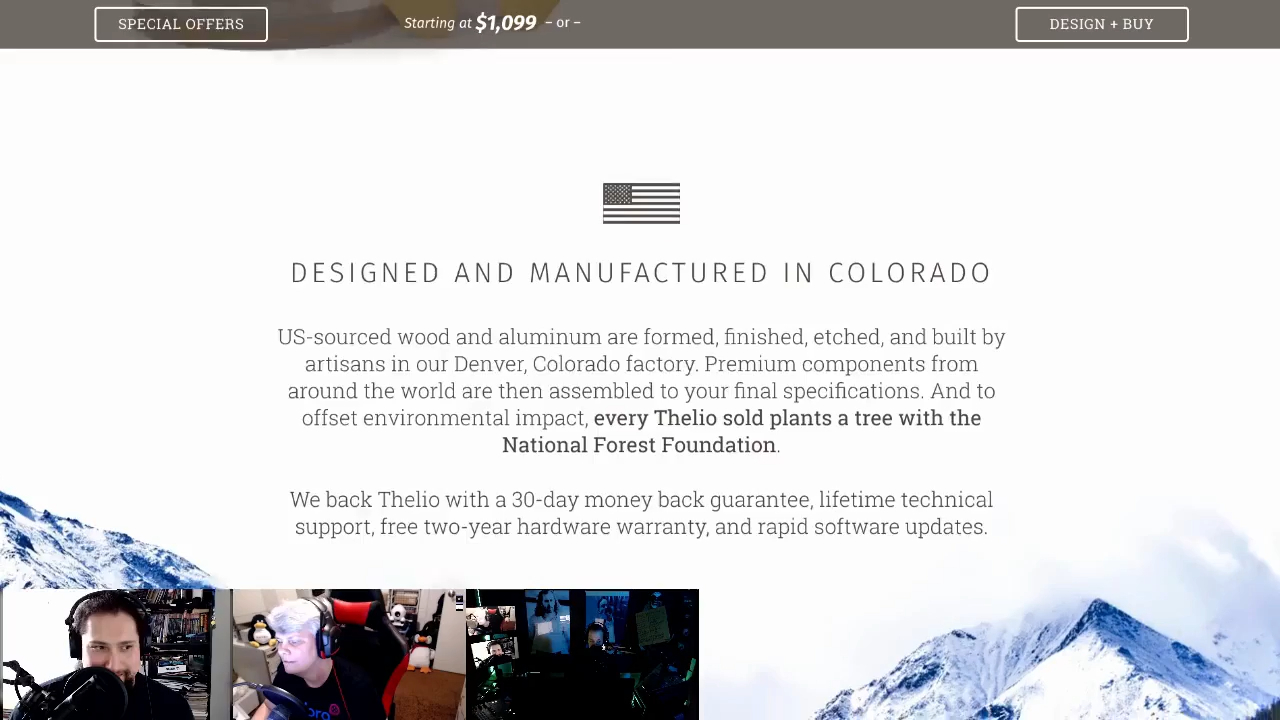 SPECIAL OFFERS
Starting at $1,099 – or –
DESIGN + BUY
DESIGNED AND MANUFACTURED IN COLORADO
US-sourced wood and aluminum are formed, finished, etched, and built by
artisans in our Denver, Colorado factory. Premium components from
around the world are then assembled to your final specifications. And to
offset environmental impact, every Thelio sold plants a tree with the
National Forest Foundation.
We back Thelio with a 30-day money back guarantee, lifetime technical
support, free two-year hardware warranty, and rapid software updates.